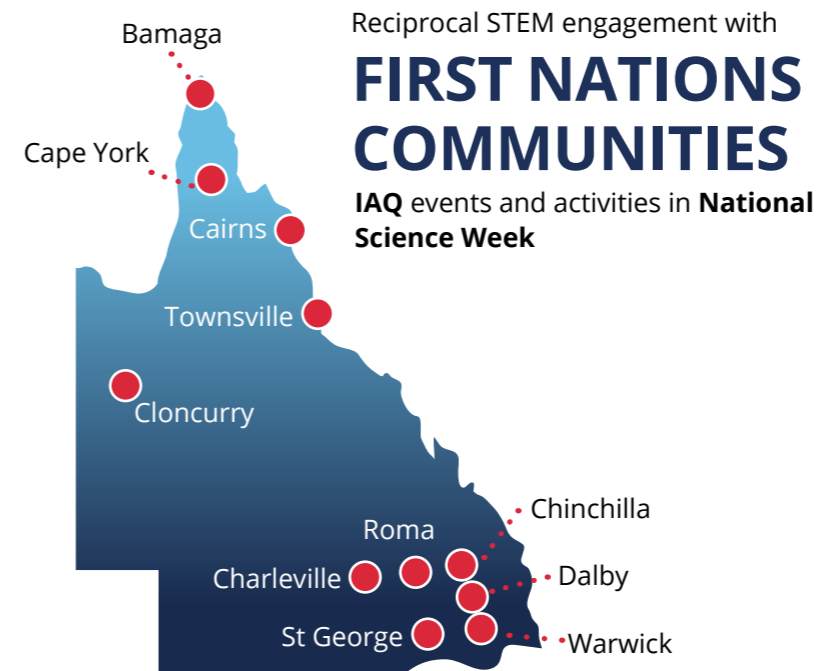 Reciprocal STEM engagement with
FIRST NATIONS
COMMUNITIES
IAQ events and activities in National
Science Week
Bamaga
Cape York
Cairns
Townsville
Cloncurry
Chinchilla
Roma
Charleville
Dalby
St George
Warwick